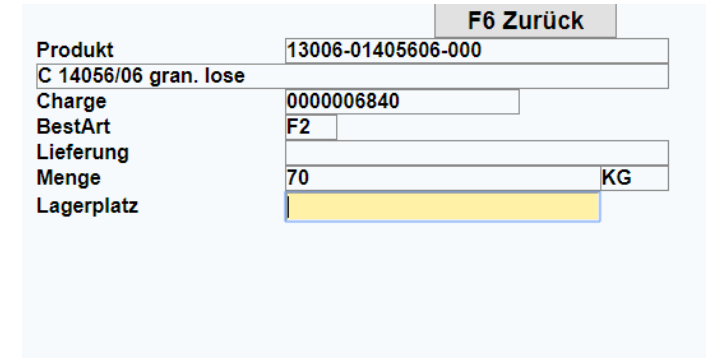 F6 Zurück
Produkt 13006-01405606-000
C 14056/06 gran. lose
Charge 0000006840
BestArt F2
Lieferung
Menge 70 KG
Lagerplatz